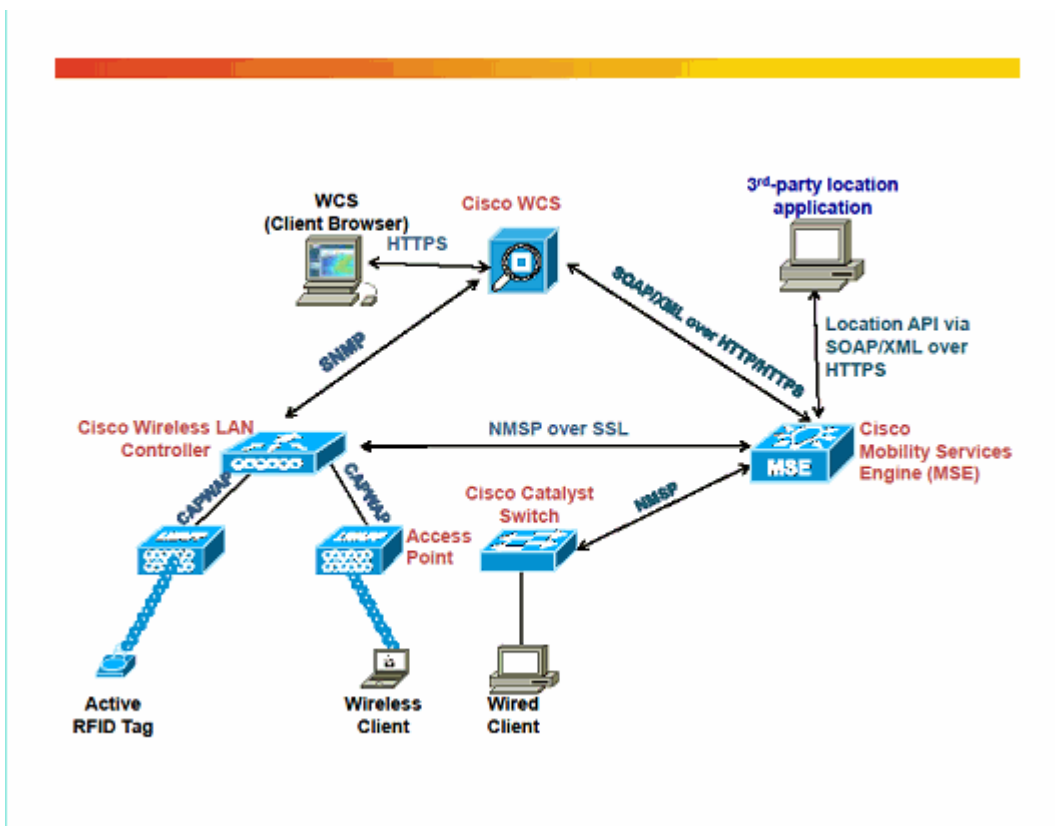 WCS
(Client Browser)
Cisco WCS
3rd-party location
application
HTTPS
SOAP/XML over HTTP/HTTPS
Location API via
SOAP/XML over
HTTPS
SNMP
Cisco Wireless LAN
Controller
NMSP over SSL
Cisco
Mobility Services
Engine (MSE)
MSE
CAPWAP
CAPWAP
Cisco Catalyst
Switch
NMSP
LWAPP
LWAPP
Access
Point
Active
RFID Tag
Wireless
Client
Wired
Client